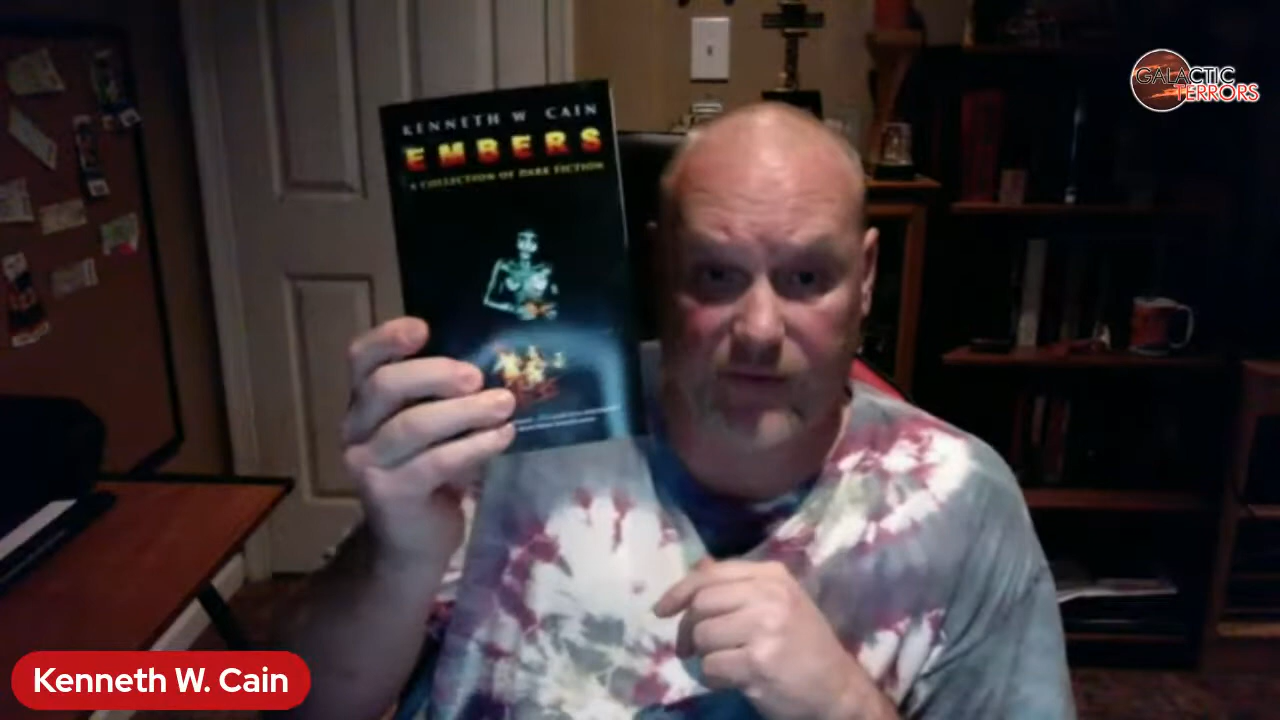 GALACTIC
TERRORS
KENNETH W CAIN
EMBERS
A COLLECTION OF DARK FICTION
Kenneth W. Cain